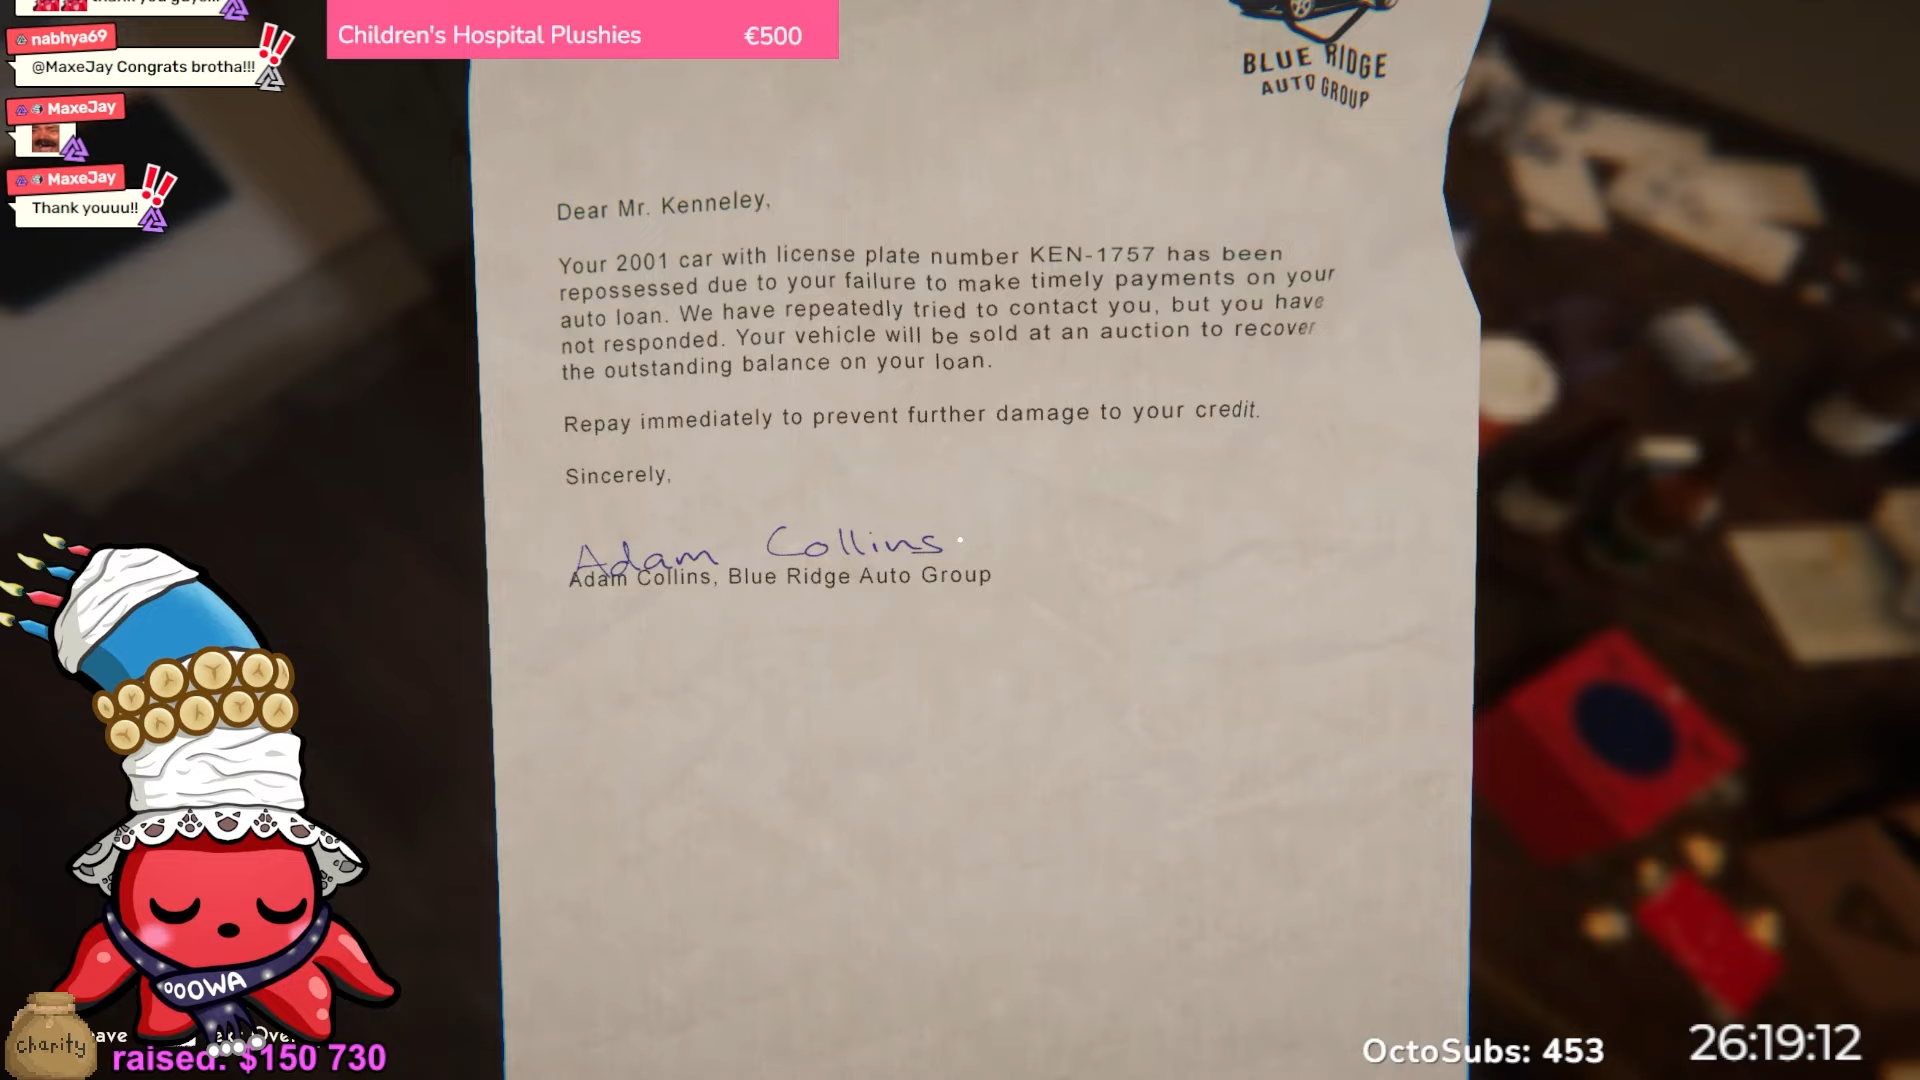 nabhya69
@MaxeJay Congrats brotha!!!
MaxeJay
MaxeJay
Thank youuu!!
Children's Hospital Plushies €500
BLUE RIDGE
AUTO GROUP
Dear Mr. Kenneley,
Your 2001 car with license plate number KEN-1757 has been
repossessed due to your failure to make timely payments on your
auto loan. We have repeatedly tried to contact you, but you have
not responded. Your vehicle will be sold at an auction to recover
the outstanding balance on your loan.
Repay immediately to prevent further damage to your credit.
Sincerely,
Adam Collins
Adam Collins, Blue Ridge Auto Group
OOOWA
charity
raised: $150 730
OctoSubs: 453
26:19:12